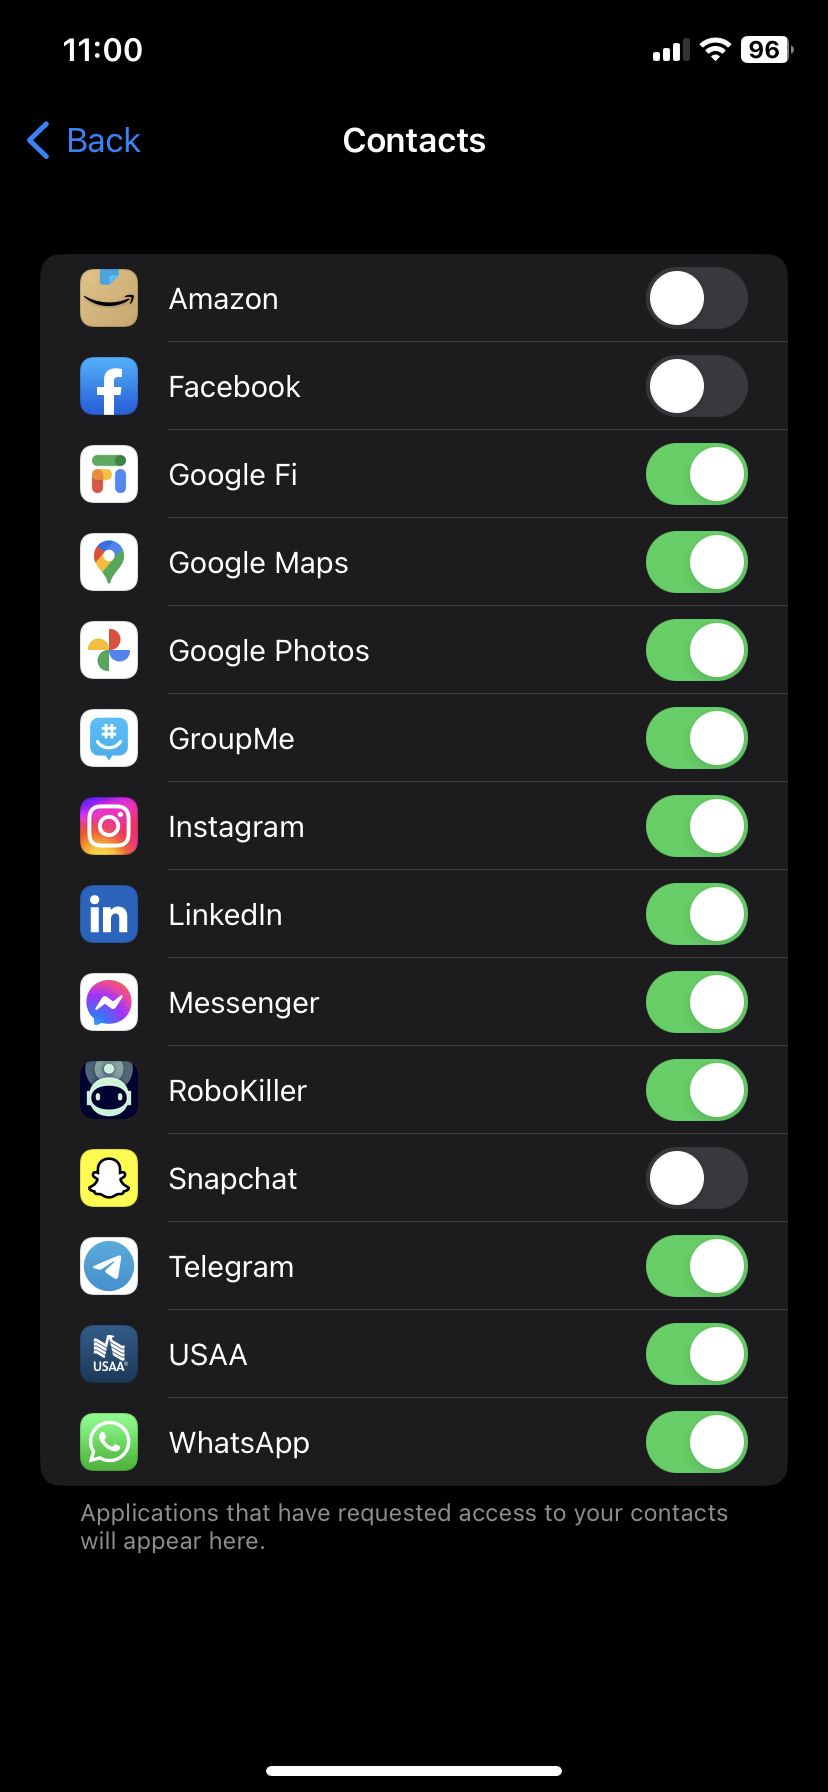 11:00
96
Back
Contacts
Amazon
Facebook
Google Fi
Google Maps
Google Photos
GroupMe
Instagram
LinkedIn
Messenger
RoboKiller
Snapchat
Telegram
USAA
USAA
WhatsApp
Applications that have requested access to your contacts
will appear here.